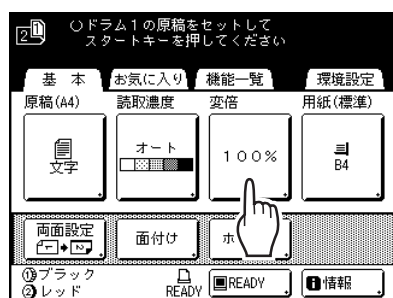 2 1 ○ドラム1の原稿をセットして
スタートキーを押してください
基本 お気に入り 機能一覧 環境設定
原稿(A4) 読取濃度 変倍 用紙(標準)
文字 オート 100% B4
両面設定 面付け ホ
①ブラック
②レッド READY READY i情報